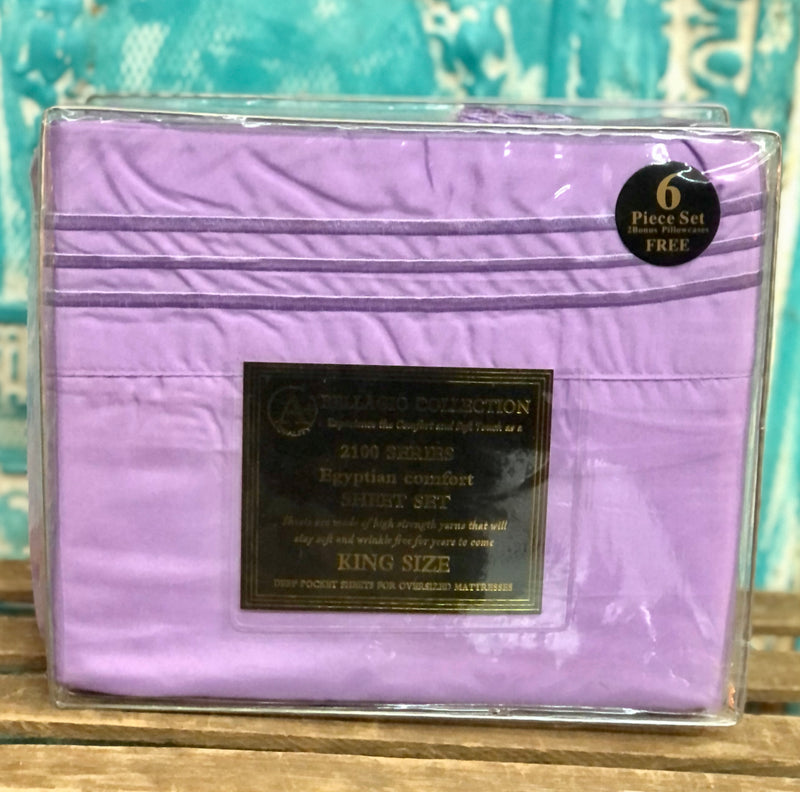 6
Piece Set
2Bonus Pillowcases
FREE
BELLAGIO COLLECTION
Experience the Comfort and Soft Touch as a
2100 SERIES
Egyptian comfort
SHEET SET
Sheets are made of high strength yarns that will
stay soft and wrinkle free for years to come
KING SIZE
DEEP POCKET SHEETS FOR OVERSIZED MATTRESSES